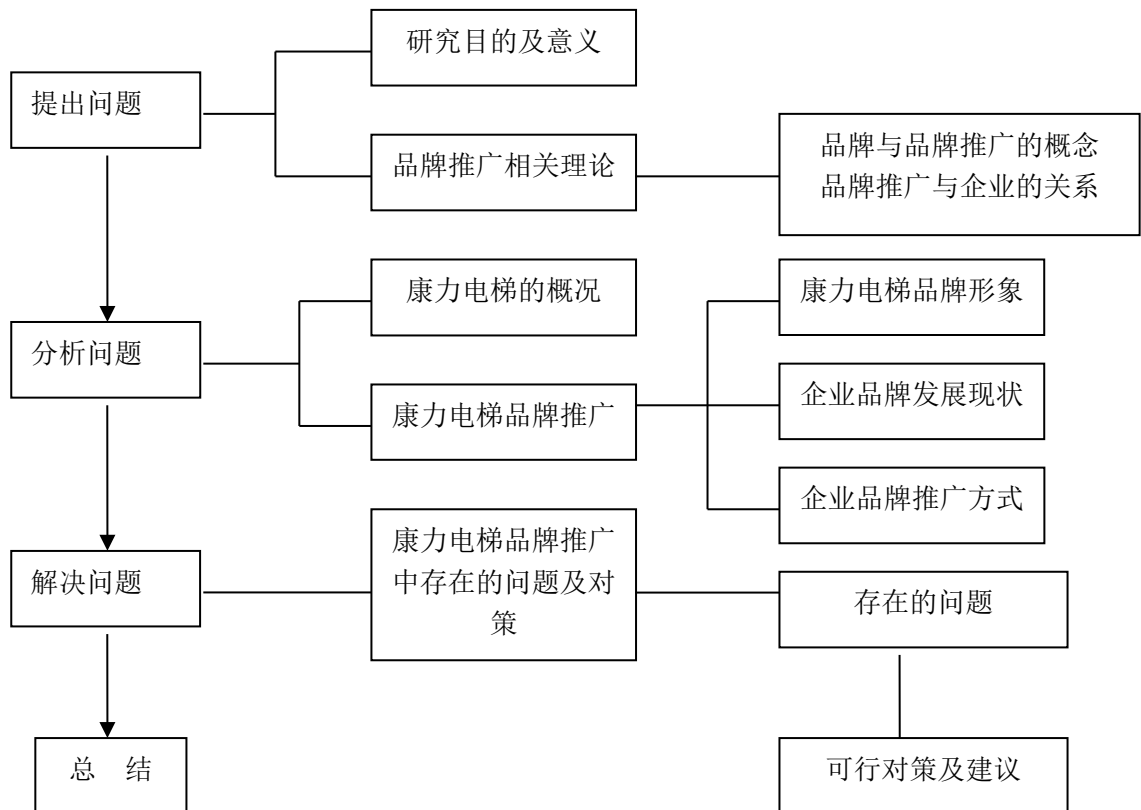 研究目的及意义
提出问题
品牌推广相关理论
品牌与品牌推广的概念
品牌推广与企业的关系
康力电梯的概况
康力电梯品牌形象
分析问题
康力电梯品牌推广
企业品牌发展现状
企业品牌推广方式
解决问题
康力电梯品牌推广
中存在的问题及对
策
存在的问题
总 结
可行对策及建议